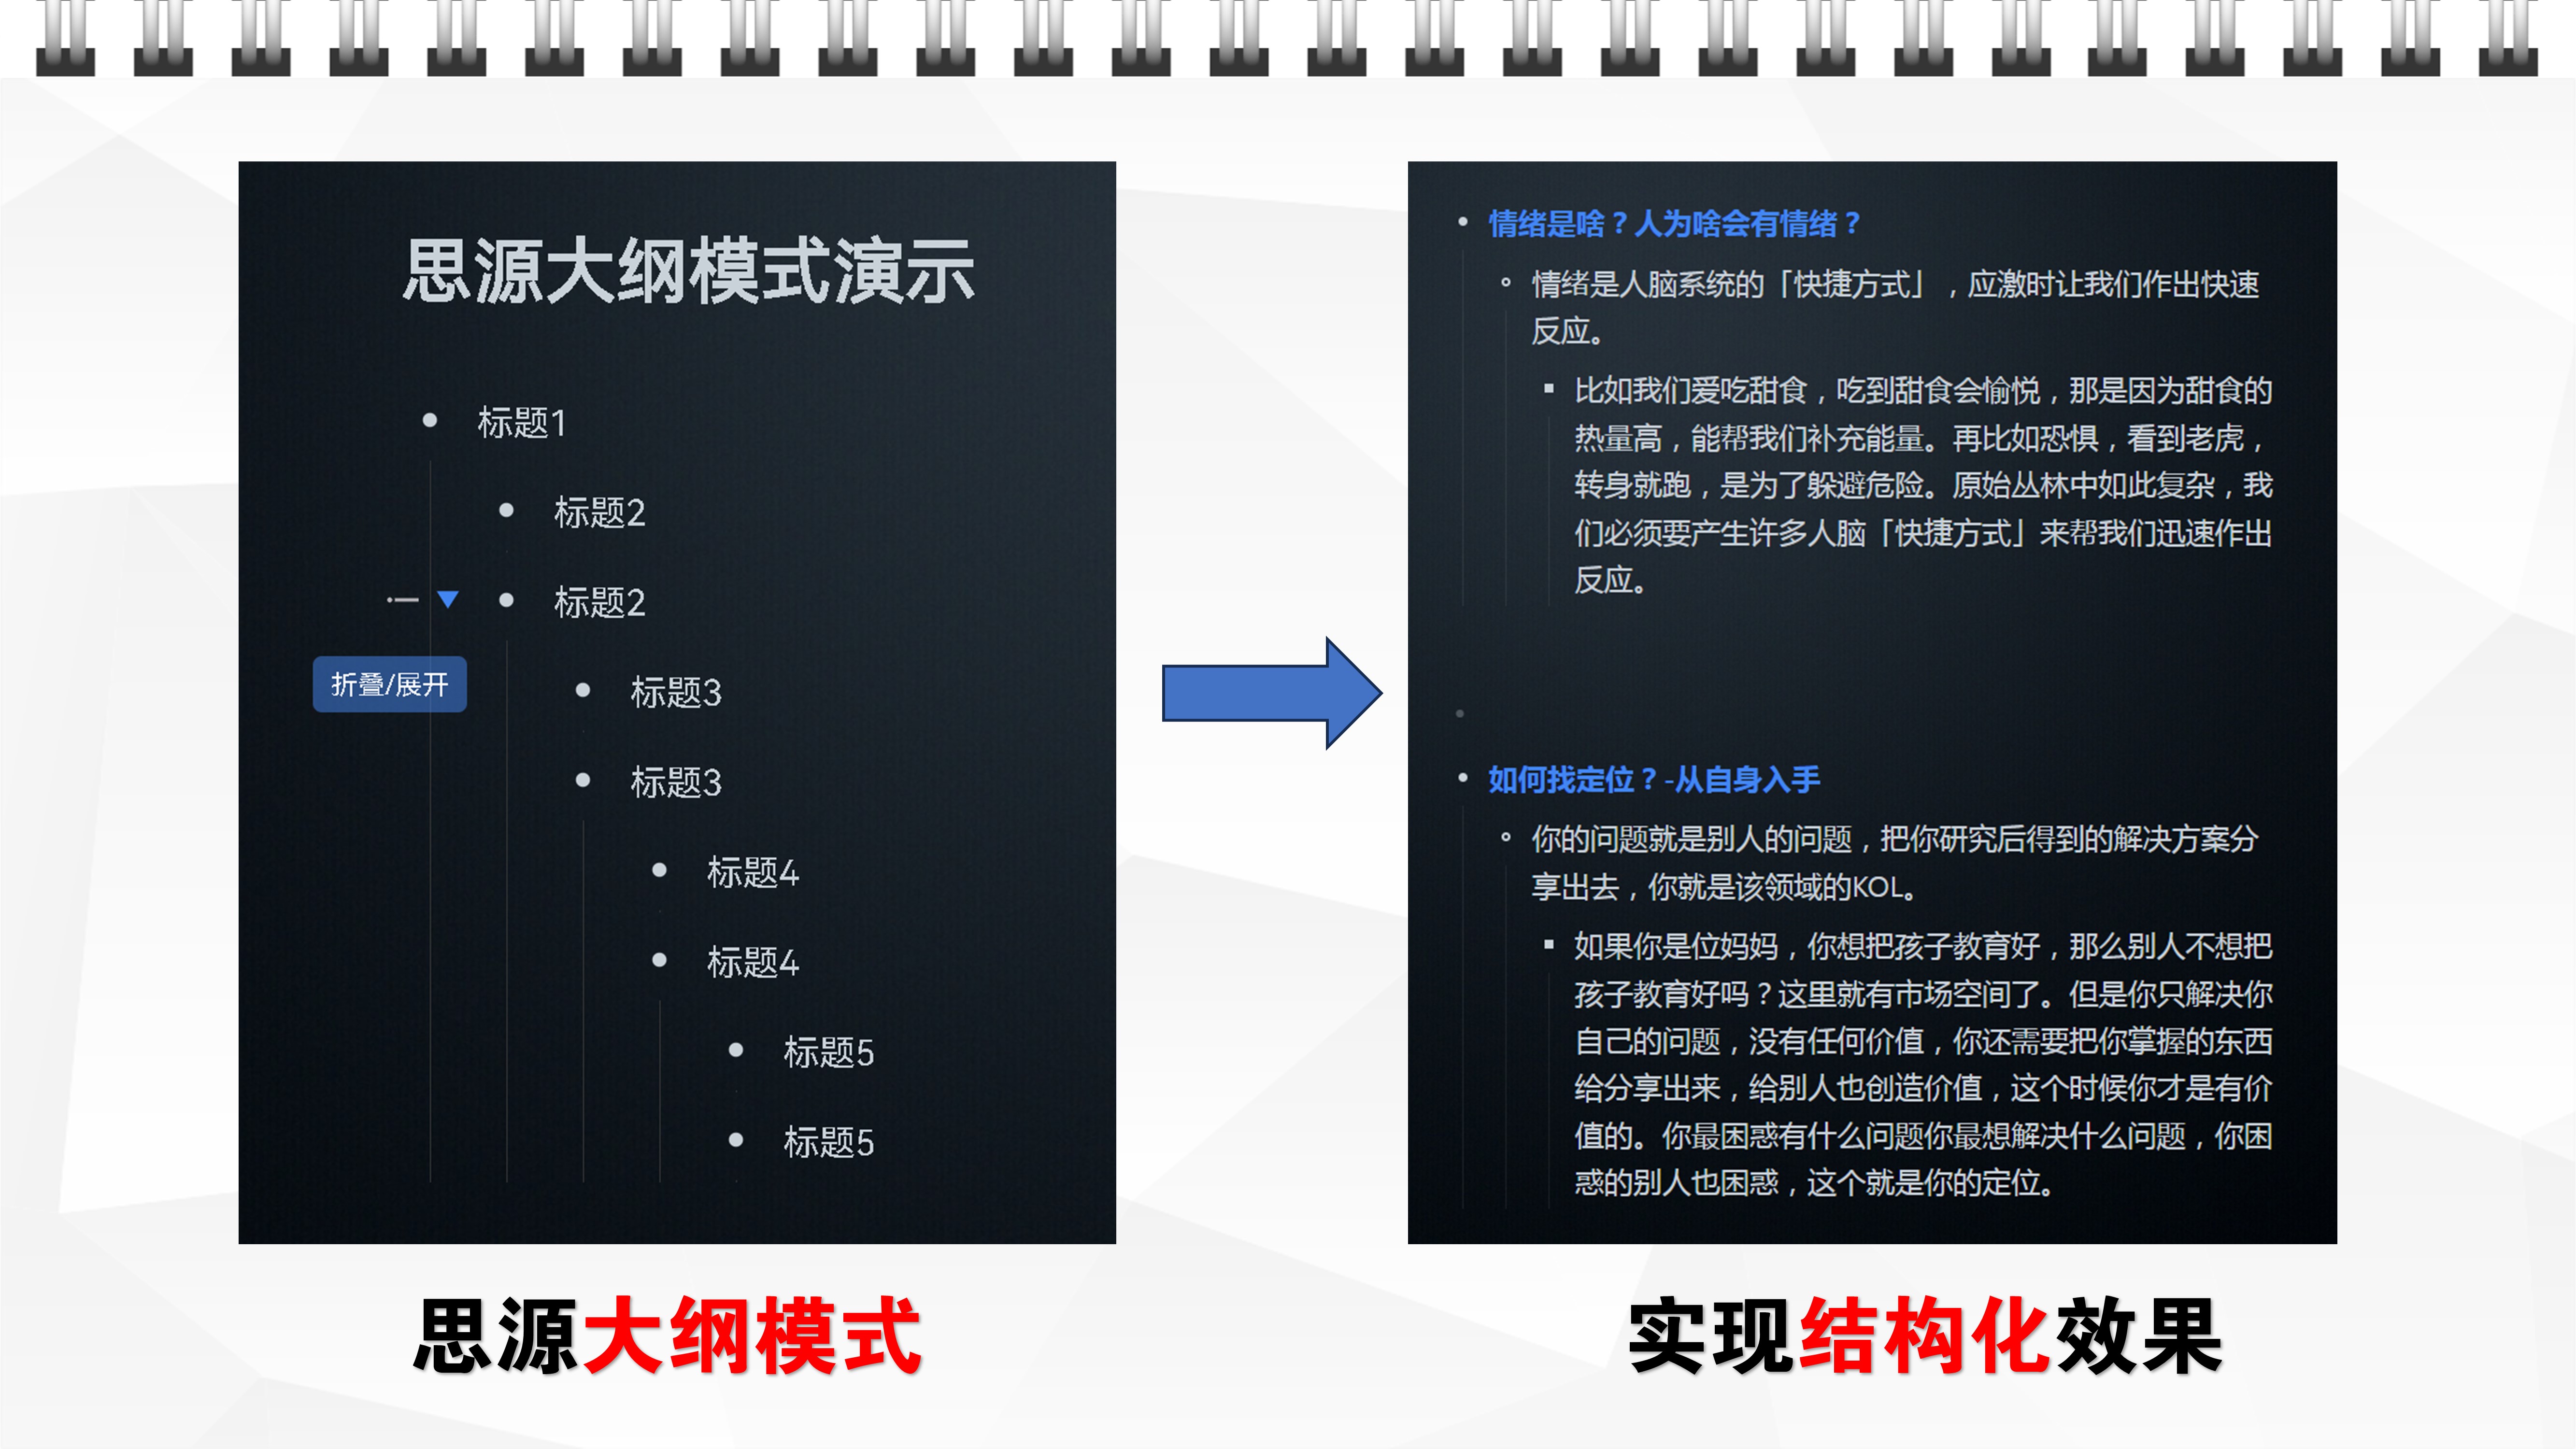 思源大纲模式演示
标题1
标题2
标题2
折叠/展开
标题3
标题3
标题4
标题4
标题5
标题5
思源大纲模式
情绪是啥？人为啥会有情绪？
情绪是人脑系统的「快捷方式」，应激时让我们作出快速
反应。
比如我们爱吃甜食，吃到甜食会愉悦，那是因为甜食的
热量高，能帮我们补充能量。再比如恐惧，看到老虎，
转身就跑，是为了躲避危险。原始丛林中如此复杂，我
们必须要产生许多人脑「快捷方式」来帮我们迅速作出
反应。
如何找定位？-从自身入手
你的问题就是别人的问题，把你研究后得到的解决方案分
享出去，你就是该领域的KOL。
如果你是位妈妈，你想把孩子教育好，那么别人不想把
孩子教育好吗？这里就有市场空间了。但是你只解决你
自己的问题，没有任何价值，你还需要把你掌握的东西
给分享出来，给别人也创造价值，这个时候你才是有价
值的。你最困惑有什么问题你最想解决什么问题，你困
惑的别人也困惑，这个就是你的定位。
实现结构化效果